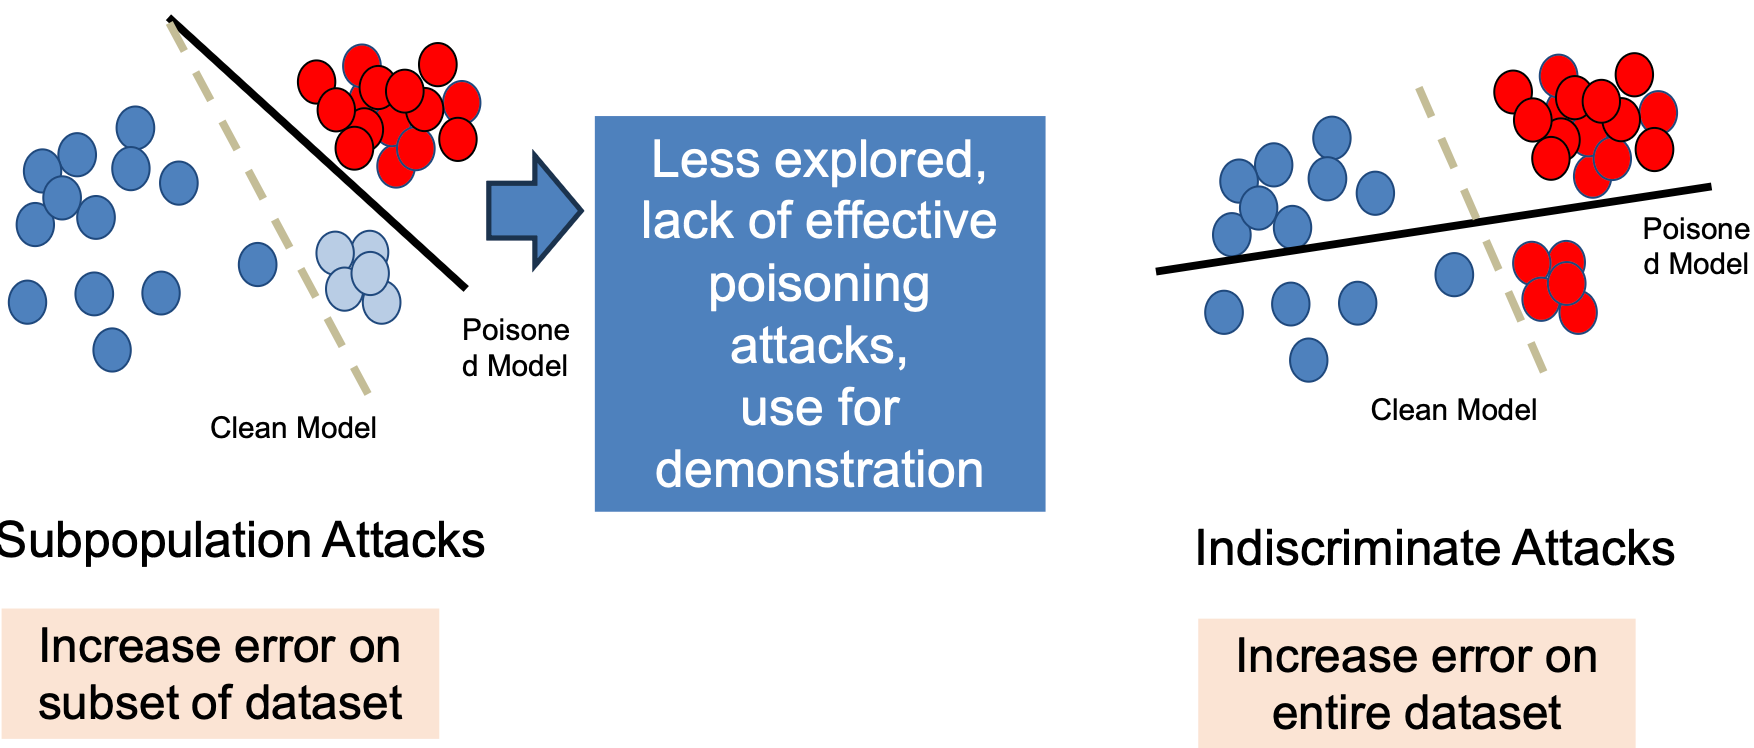 Poisone
d Model
Clean Model
Subpopulation Attacks
Increase error on
subset of dataset
Less explored,
lack of effective
poisoning
attacks,
use for
demonstration
Poisone
d Model
Clean Model
Indiscriminate Attacks
Increase error on
entire dataset